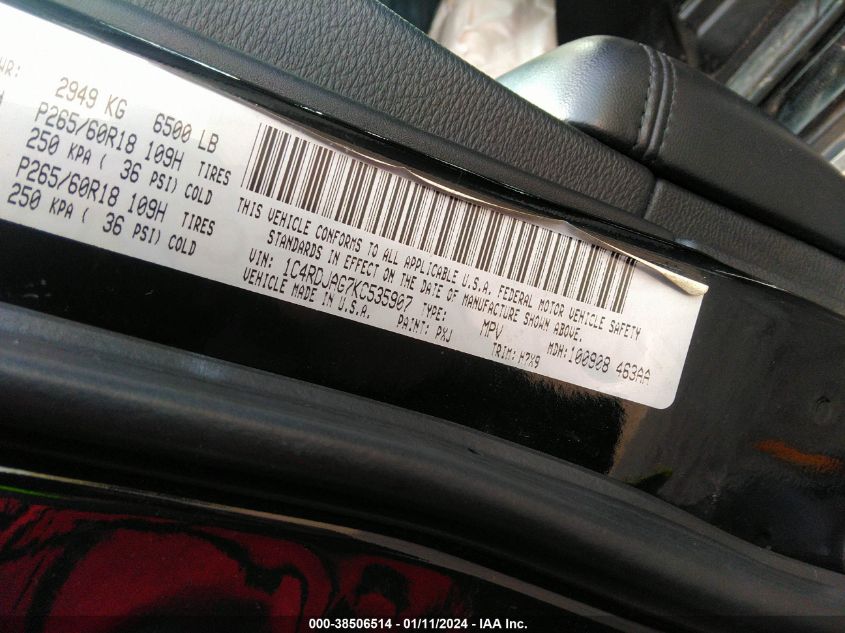 WR: 2949 KG 6500 LB
P265/60R18 109H TIRES
250 KPA ( 36 PSI) COLD
P265/60R18 109H TIRES
250 KPA ( 36 PSI) COLD
THIS VEHICLE CONFORMS TO ALL APPLICABLE U.S.A. FEDERAL MOTOR VEHICLE SAFETY
STANDARDS IN EFFECT ON THE DATE OF MANUFACTURE SHOWN ABOVE.
VIN: 1C4RDJAG7KC535907 TYPE: MPV MDH:100908 463AA
VEHICLE MADE IN U.S.A. PAINT: PXJ TRIM: H7X9
000-38506514 - 01/11/2024 - IAA Inc.